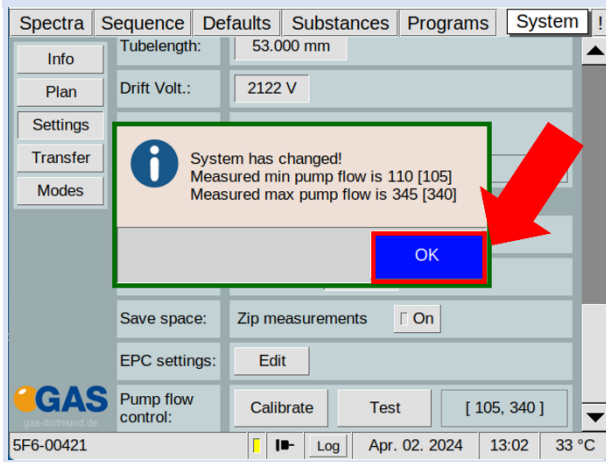 Spectra Sequence Defaults Substances Programs System !
Info
Plan
Settings
Transfer
Modes
Tubelength: 53.000 mm
Drift Volt.: 2122 V
System has changed!
Measured min pump flow is 110 [105]
Measured max pump flow is 345 [340]
OK
Save space: Zip measurements On
EPC settings: Edit
Pump flow
control: Calibrate Test [ 105, 340 ]
GAS
gas-dortmund.de
5F6-00421 Log Apr. 02. 2024 13:02 33 °C